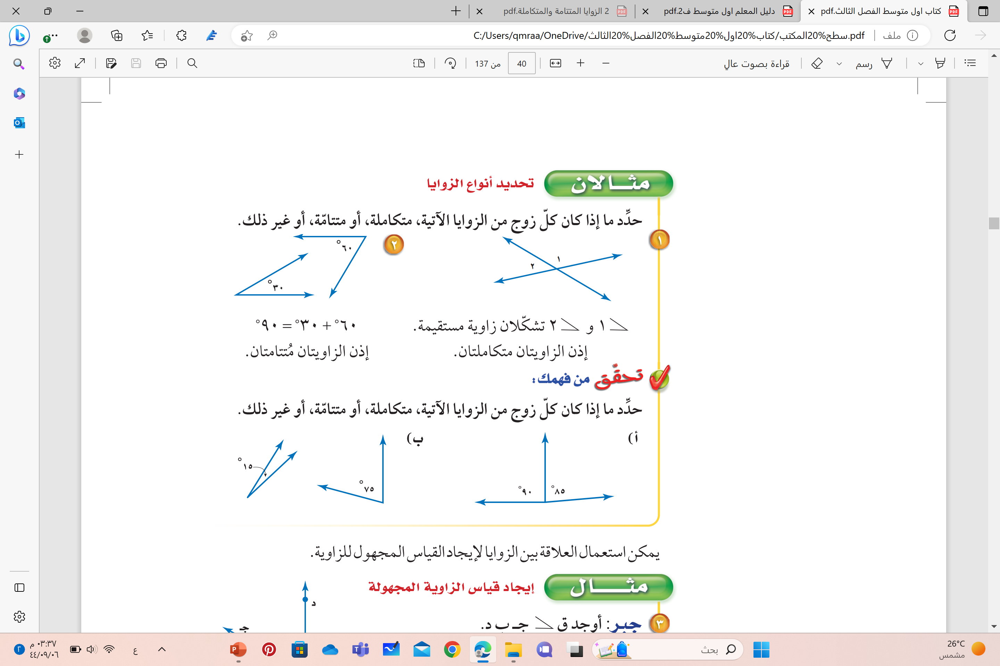 كتاب اول متوسط الفصل الثالث.pdf
دليل المعلم اول متوسط ف2.pdf
2 الزوايا المتتامة والمتكاملة.pdf
ملف
C:/Users/qmraa/OneDrive/سطح%20المكتب/كتاب%20اول%20متوسط%20الفصل%20الثالث.pdf
رسم
قراءة بصوت عالٍ
40
من 137
مثالان تحديد أنواع الزوايا
حدِّد ما إذا كان كلّ زوج من الزوايا الآتية، متكاملة، أو متتامّة، أو غير ذلك.
١
١
٢
٢
٦٠°
٣٠°
١ و ٢ تشكّلان زاوية مستقيمة.
إذن الزاويتان متكاملتان.
٦٠° + ٣٠° = ٩٠°
إذن الزاويتان مُتتامتان.
تحقّق من فهمك:
حدِّد ما إذا كان كلّ زوج من الزوايا الآتية، متكاملة، أو متتامّة، أو غير ذلك.
أ)
٨٥°
٩٠°
ب)
٧٥°
١٥°
يمكن استعمال العلاقة بين الزوايا لإيجاد القياس المجهول للزاوية.
مثال إيجاد قياس الزاوية المجهولة
٣ جبر: أوجد ق جـ ب د.
د
جـ
26°C
مشمس
بحث
ع
٠٣:٣٧ م
٤٤/٠٩/٠٦
٢